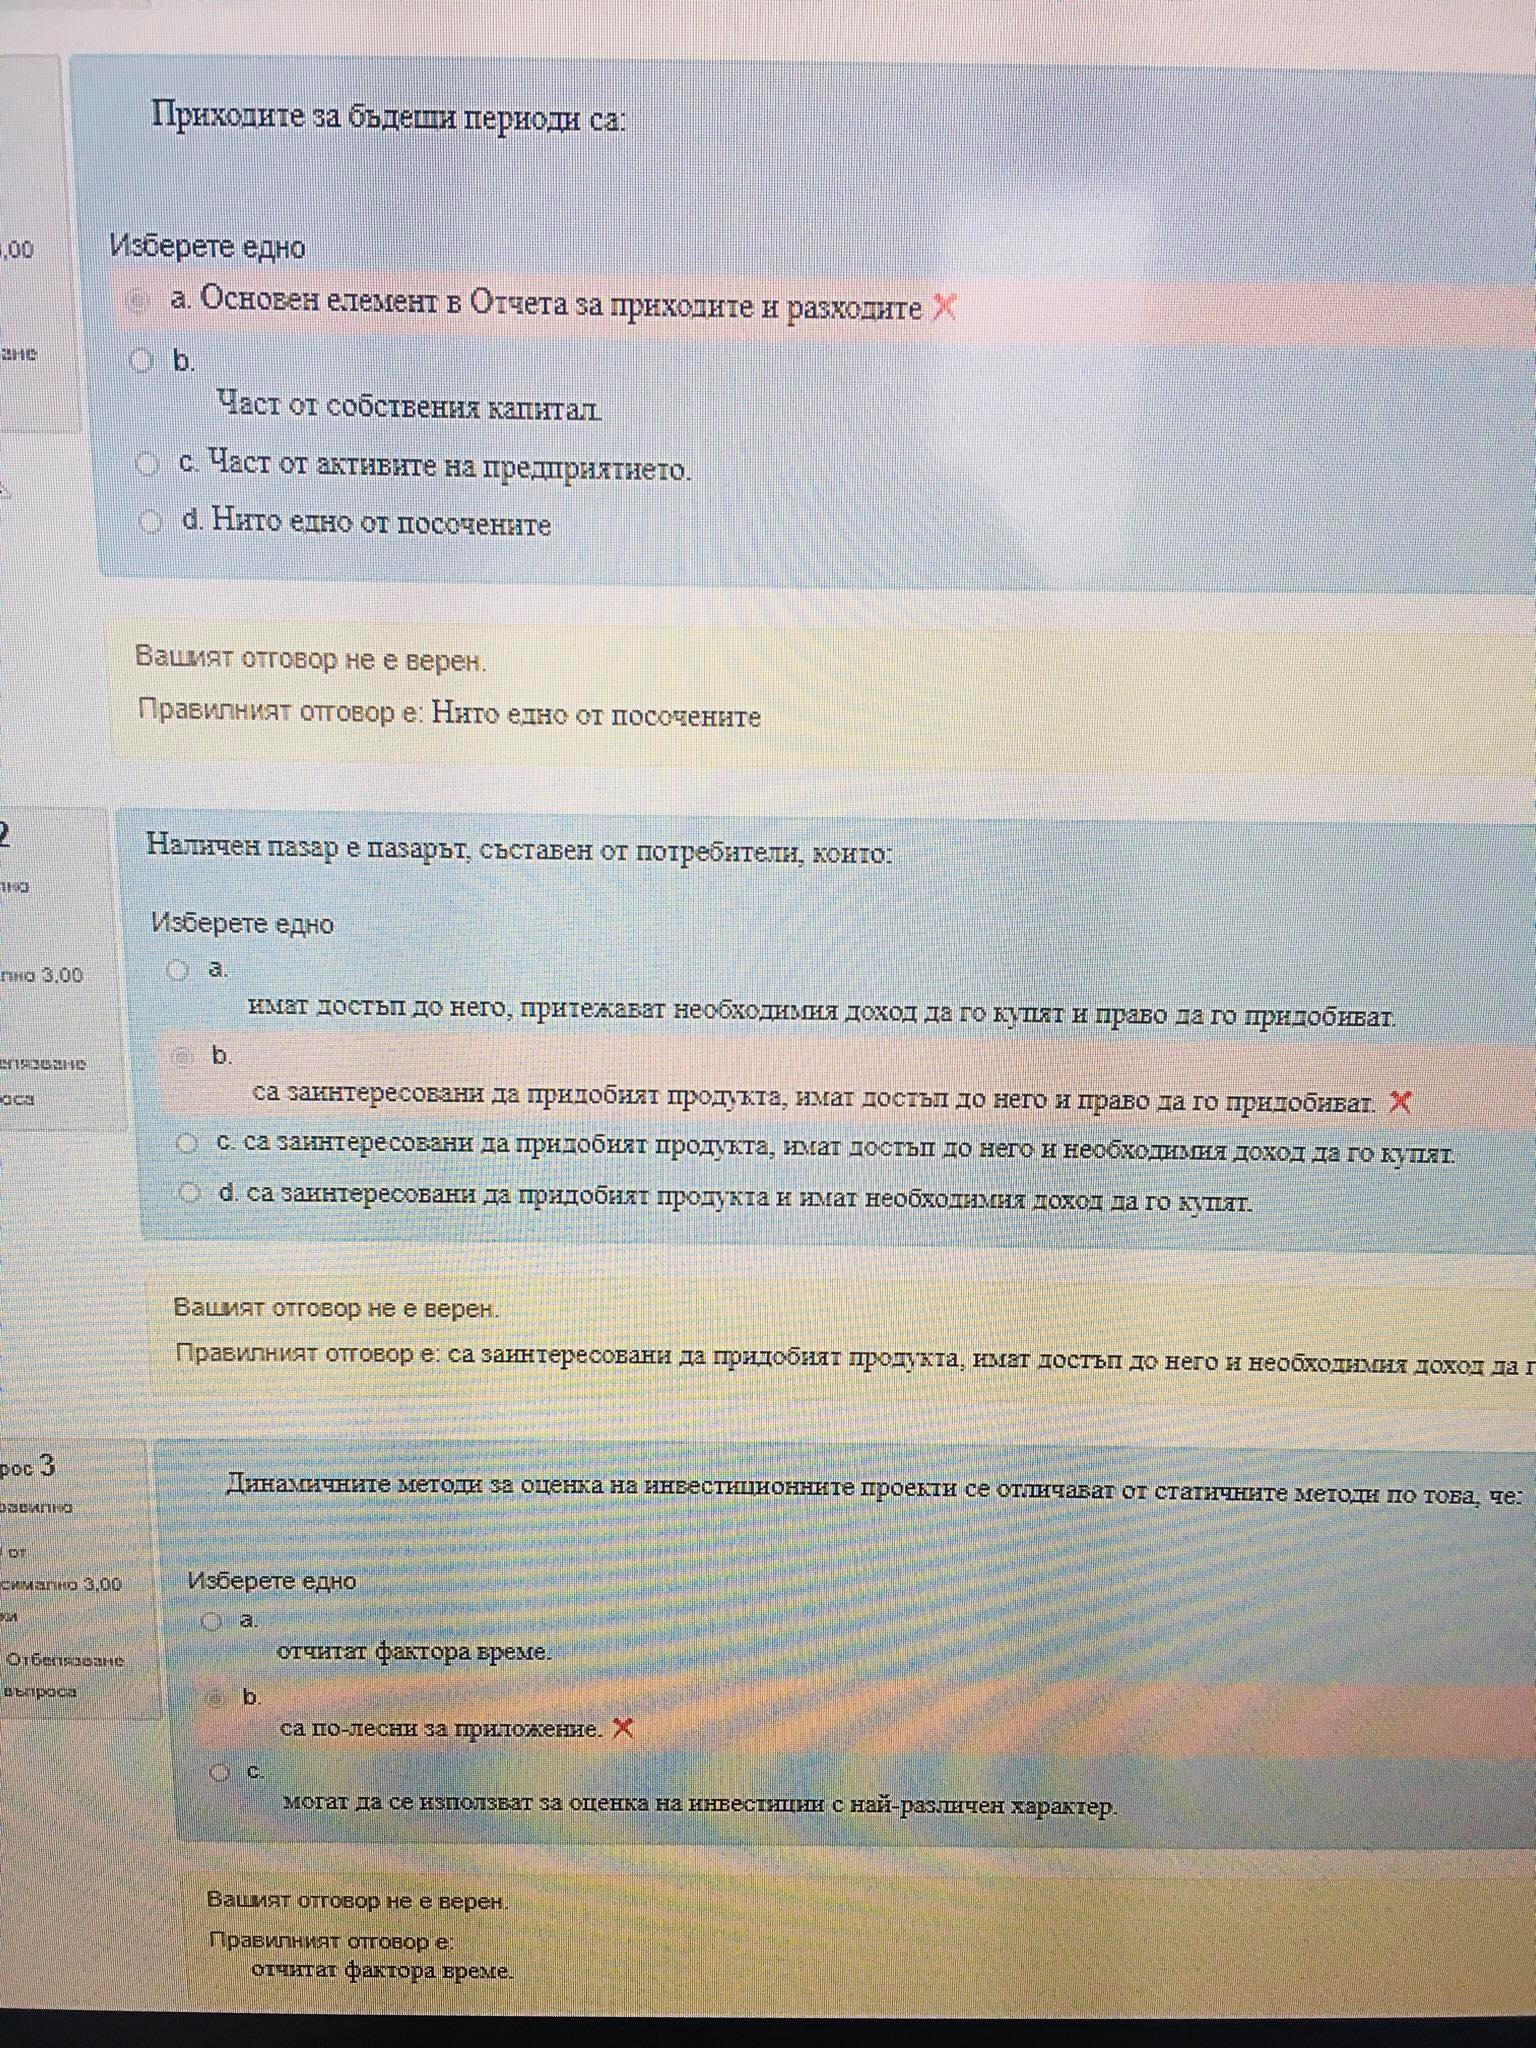 Приходите за бъдещи периоди са:
,00
Изберете едно
a. Основен елемент в Отчета за приходите и разходите
ане
b.
Част от собствения капитал.
c. Част от активите на предприятието.
d. Нито едно от посочените
Вашият отговор не е верен.
Правилният отговор е: Нито едно от посочените
2
Наличен пазар е пазарът, съставен от потребители, които:
Изберете едно
a.
пно 3,00
имат достъп до него, притежават необходимия доход да го купят и право да го придобиват.
b.
са заинтересовани да придобият продукта, имат достъп до него и право да го придобиват.
c. са заинтересовани да придобият продукта, имат достъп до него и необходимия доход да го купят.
d. са заинтересовани да придобият продукта и имат необходимия доход да го купят.
Вашият отговор не е верен.
Правилният отговор е: са заинтересовани да придобият продукта, имат достъп до него и необходимия доход да г
рос 3
Динамичните методи за оценка на инвестиционните проекти се отличават от статичните методи по това, че:
от
симално 3,00
ки
Отбелязване
въпроса
Изберете едно
a.
отчитат фактора време.
b.
са по-лесни за приложение.
c.
могат да се използват за оценка на инвестиции с най-различен характер.
Вашият отговор не е верен.
Правилният отговор е:
отчитат фактора време.